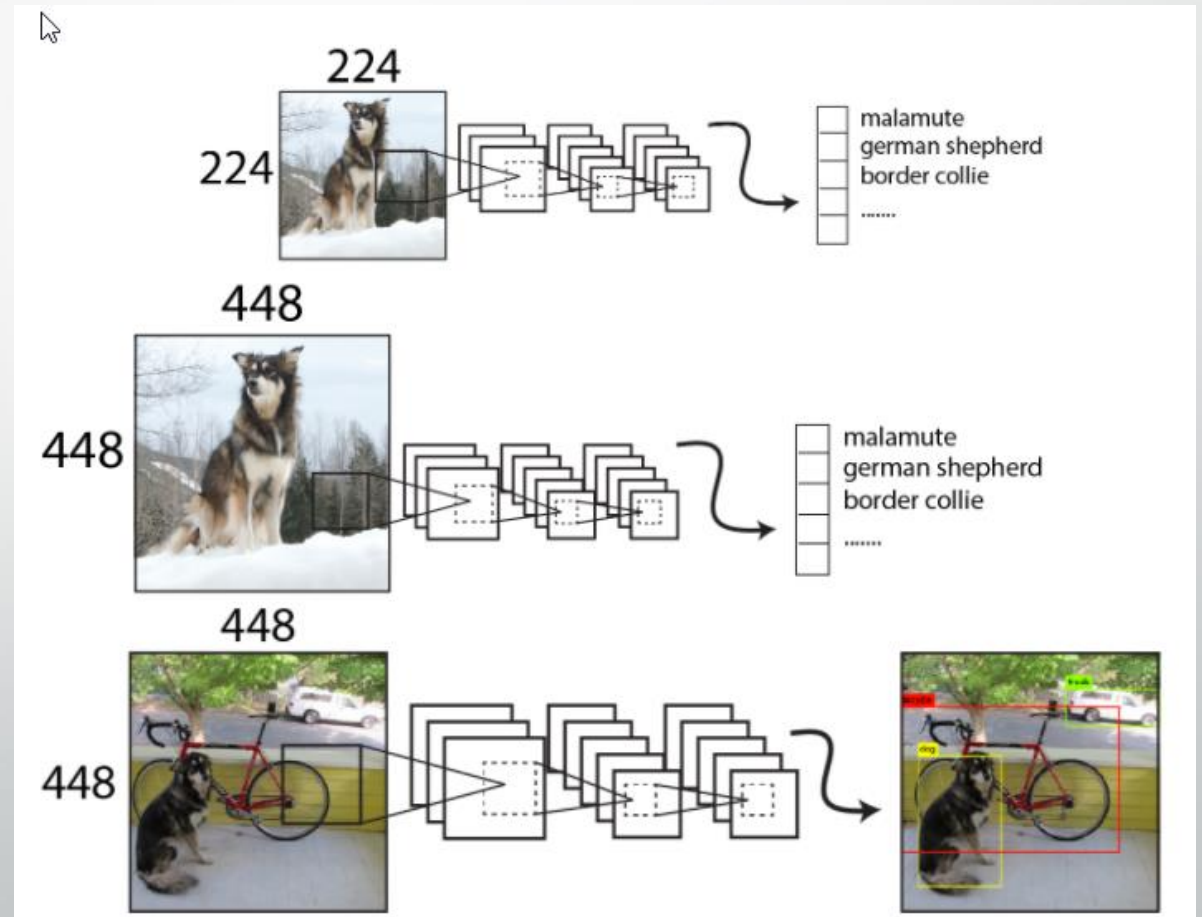 224
224
malamute
german shepherd
border collie
.......
448
448
malamute
german shepherd
border collie
.......
448
448
dog